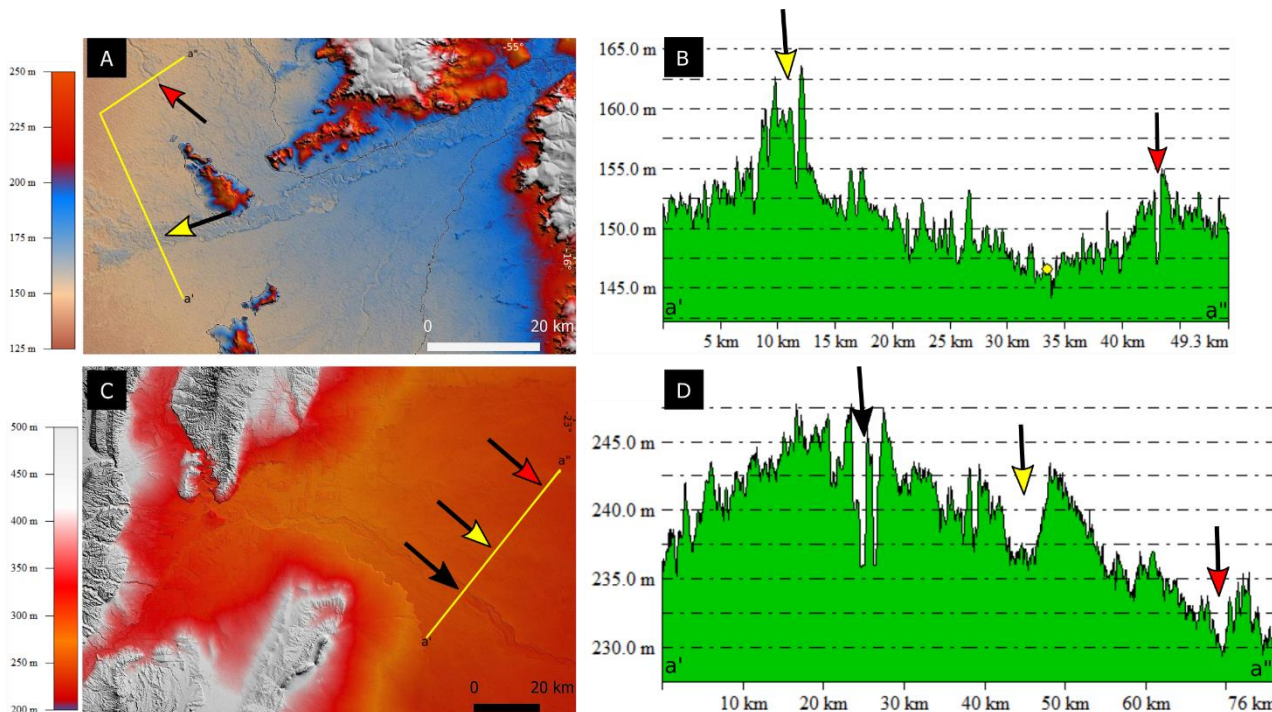 A
250 m
225 m
200 m
175 m
150 m
125 m
a"
a'
-55°
-16°
0
20 km
B
165.0 m
160.0 m
155.0 m
150.0 m
145.0 m
a'
a"
5 km
10 km
15 km
20 km
25 km
30 km
35 km
40 km
49.3 km
C
500 m
450 m
400 m
350 m
300 m
250 m
200 m
-23°
a"
a'
0
20 km
D
245.0 m
240.0 m
235.0 m
230.0 m
a'
a"
10 km
20 km
30 km
40 km
50 km
60 km
76 km